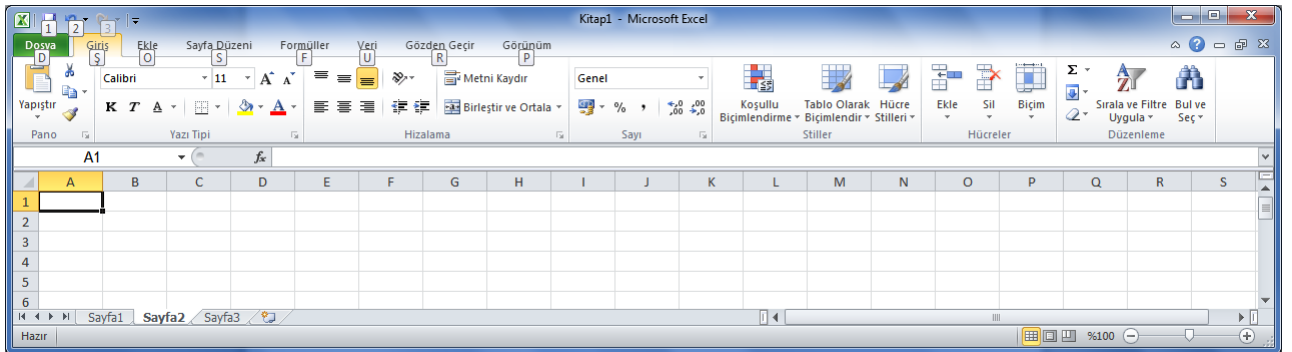 Kitap1 - Microsoft Excel
1 2 3
Dosya Giriş Ekle Sayfa Düzeni Formüller Veri Gözden Geçir Görünüm
D Ş O S F U R P
Calibri 11 A A Metni Kaydır Genel
Yapıştır K T A A Birleştir ve Ortala % , ,00 ,0 Koşullu Biçimlendirme Tablo Olarak Biçimlendir Hücre Stilleri Ekle Sil Biçim Σ Sırala ve Filtre Uygula Bul ve Seç
Pano Yazı Tipi Hizalama Sayı Stiller Hücreler Düzenleme
A1 fx
A B C D E F G H I J K L M N O P Q R S
1
2
3
4
5
6
Sayfa1 Sayfa2 Sayfa3
Hazır %100